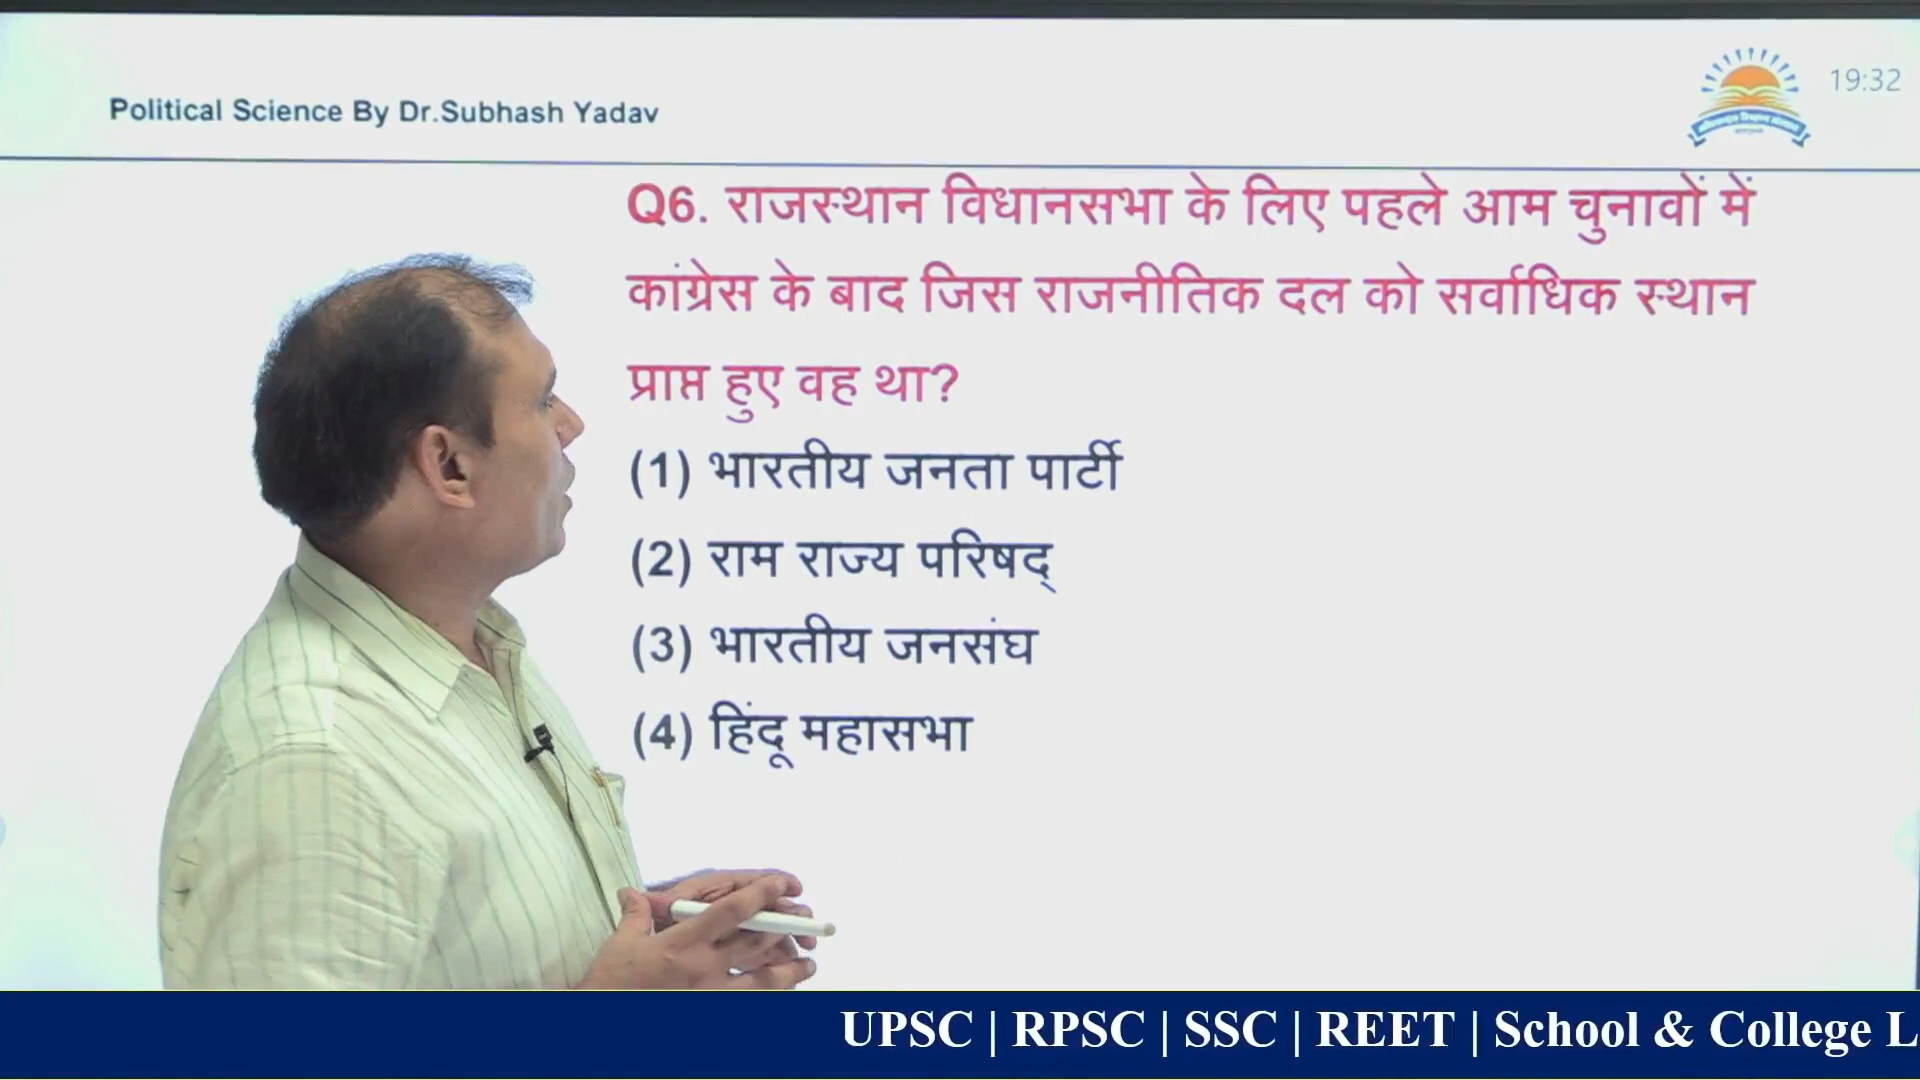 Political Science By Dr.Subhash Yadav
19:32
Q6. राजस्थान विधानसभा के लिए पहले आम चुनावों में
कांग्रेस के बाद जिस राजनीतिक दल को सर्वाधिक स्थान
प्राप्त हुए वह था?
(1) भारतीय जनता पार्टी
(2) राम राज्य परिषद्
(3) भारतीय जनसंघ
(4) हिंदू महासभा
UPSC | RPSC | SSC | REET | School & College L